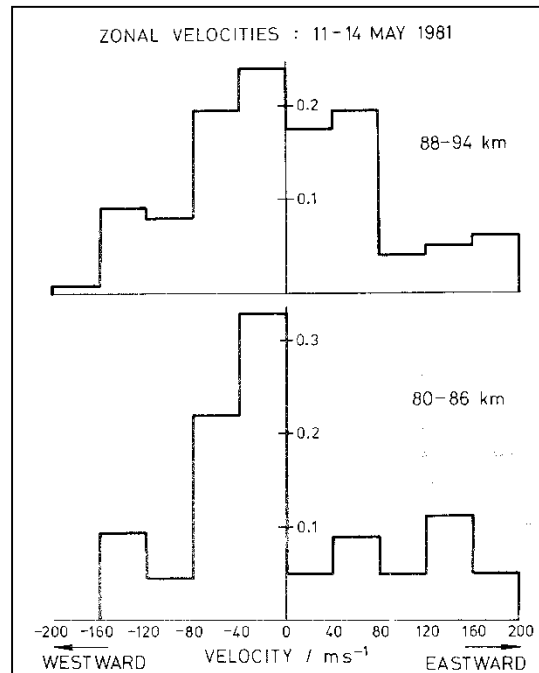 ZONAL VELOCITIES : 11-14 MAY 1981
0.2
88-94 km
0.1
0.3
80-86 km
0.2
0.1
-200 -160 -120 -80 -40 0 40 80 120 160 200
WESTWARD VELOCITY / ms⁻¹ EASTWARD